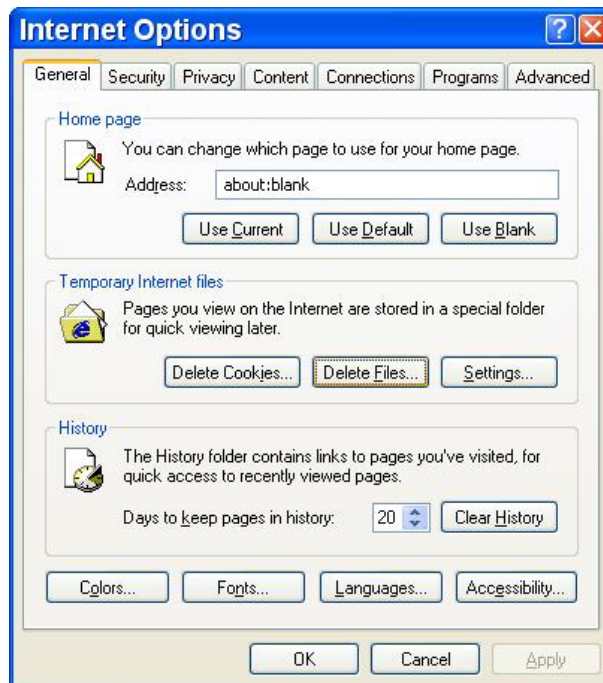 Internet Options
General Security Privacy Content Connections Programs Advanced
Home page
You can change which page to use for your home page.
Address: about:blank
Use Current Use Default Use Blank
Temporary Internet files
Pages you view on the Internet are stored in a special folder
for quick viewing later.
Delete Cookies... Delete Files... Settings...
History
The History folder contains links to pages you've visited, for
quick access to recently viewed pages.
Days to keep pages in history: 20 Clear History
Colors... Fonts... Languages... Accessibility...
OK Cancel Apply